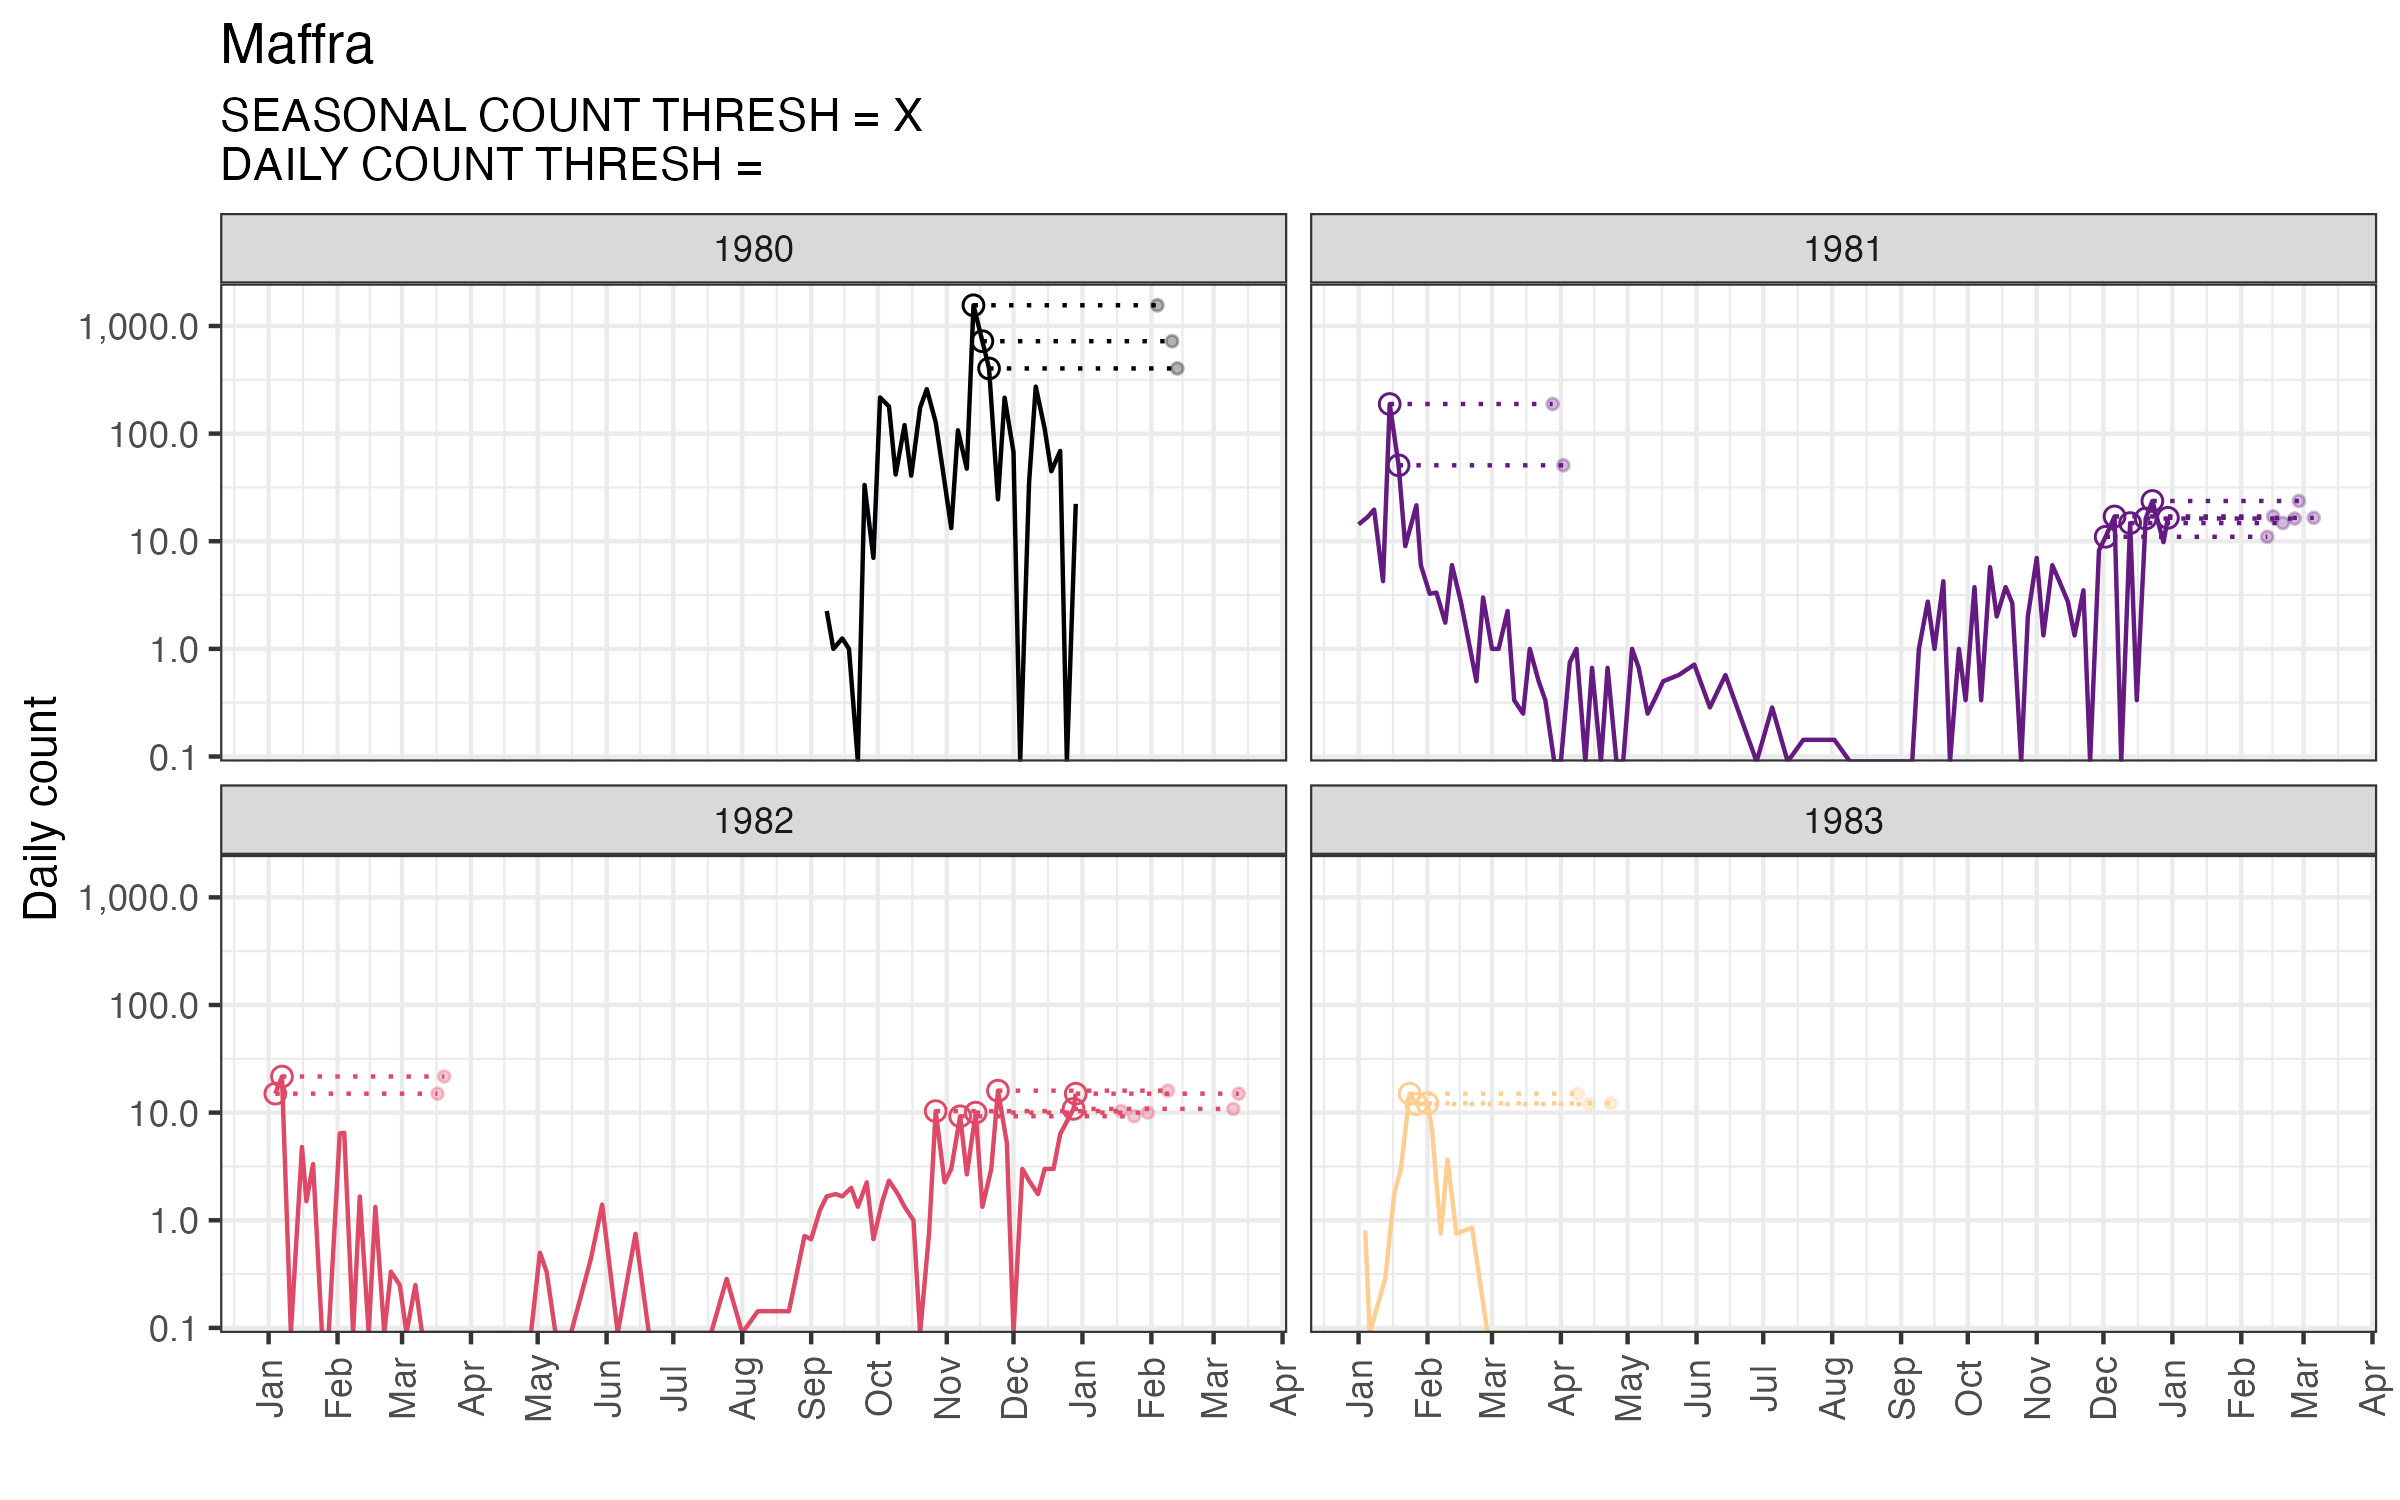 Maffra
SEASONAL COUNT THRESH = X
DAILY COUNT THRESH =
1980
1981
1,000.0
100.0
10.0
1.0
0.1
Daily count
1982
1983
1,000.0
100.0
10.0
1.0
0.1
Jan Feb Mar Apr May Jun Jul Aug Sep Oct Nov Dec Jan Feb Mar Apr
Jan Feb Mar Apr May Jun Jul Aug Sep Oct Nov Dec Jan Feb Mar Apr